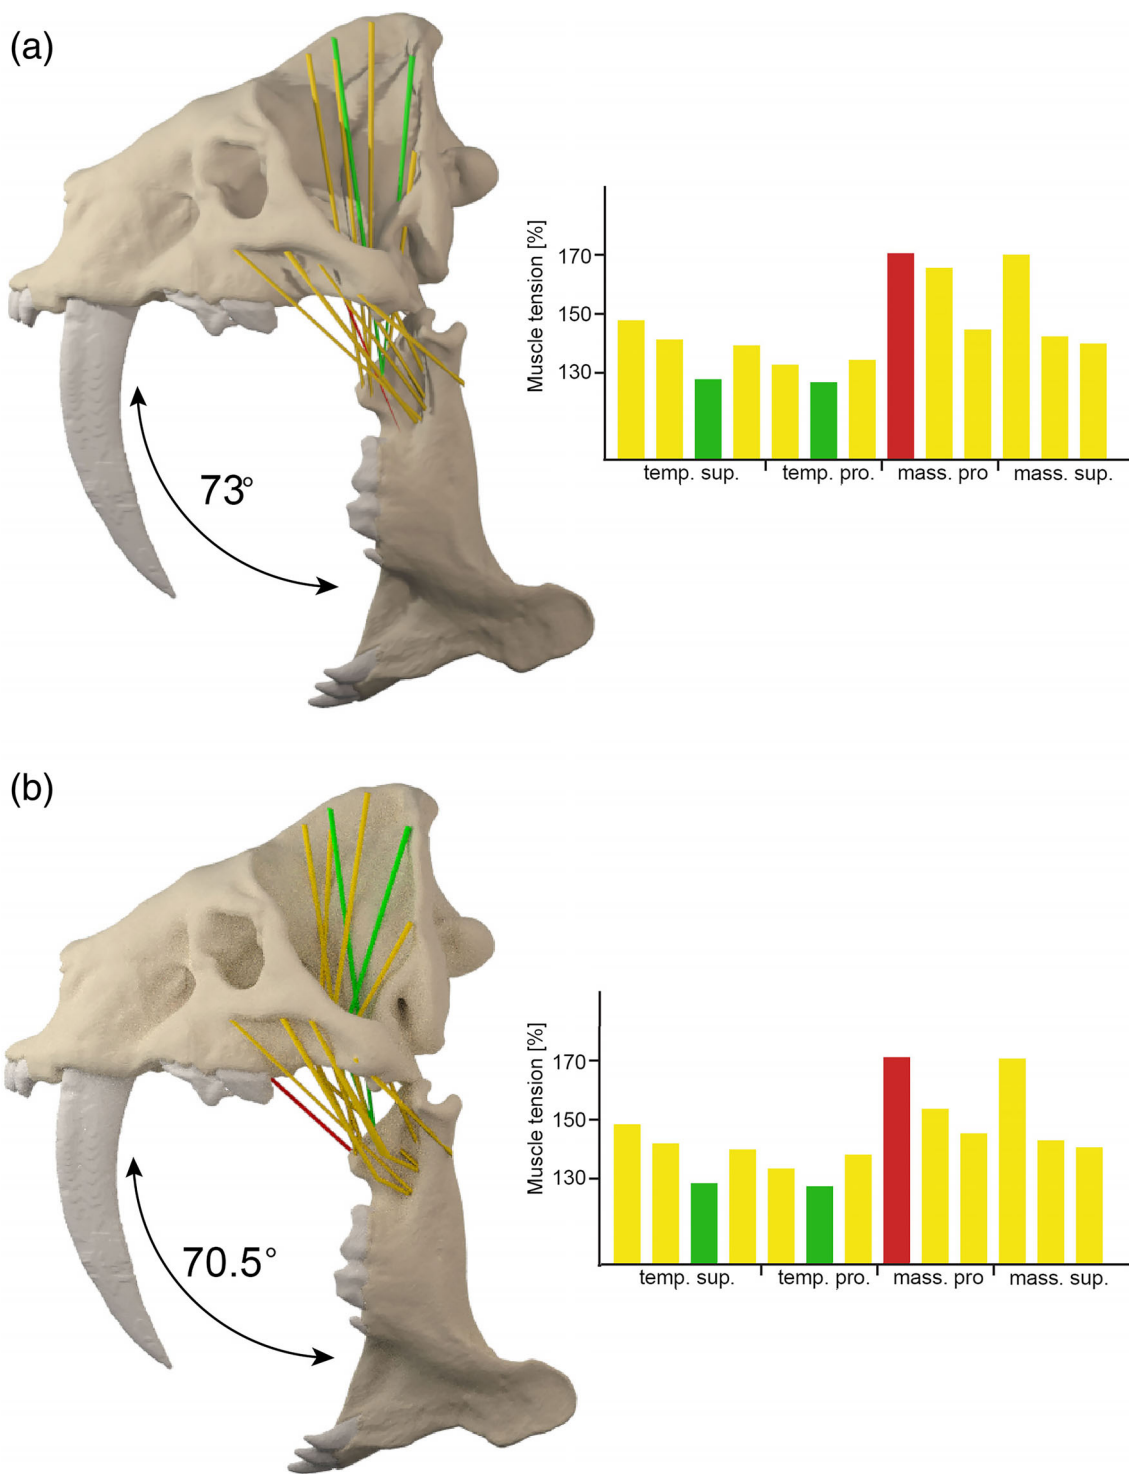 (a)
73°
Muscle tension [%]
170
150
130
temp. sup.
temp. pro.
mass. pro
mass. sup.
(b)
70.5°
Muscle tension [%]
170
150
130
temp. sup.
temp. pro.
mass. pro
mass. sup.